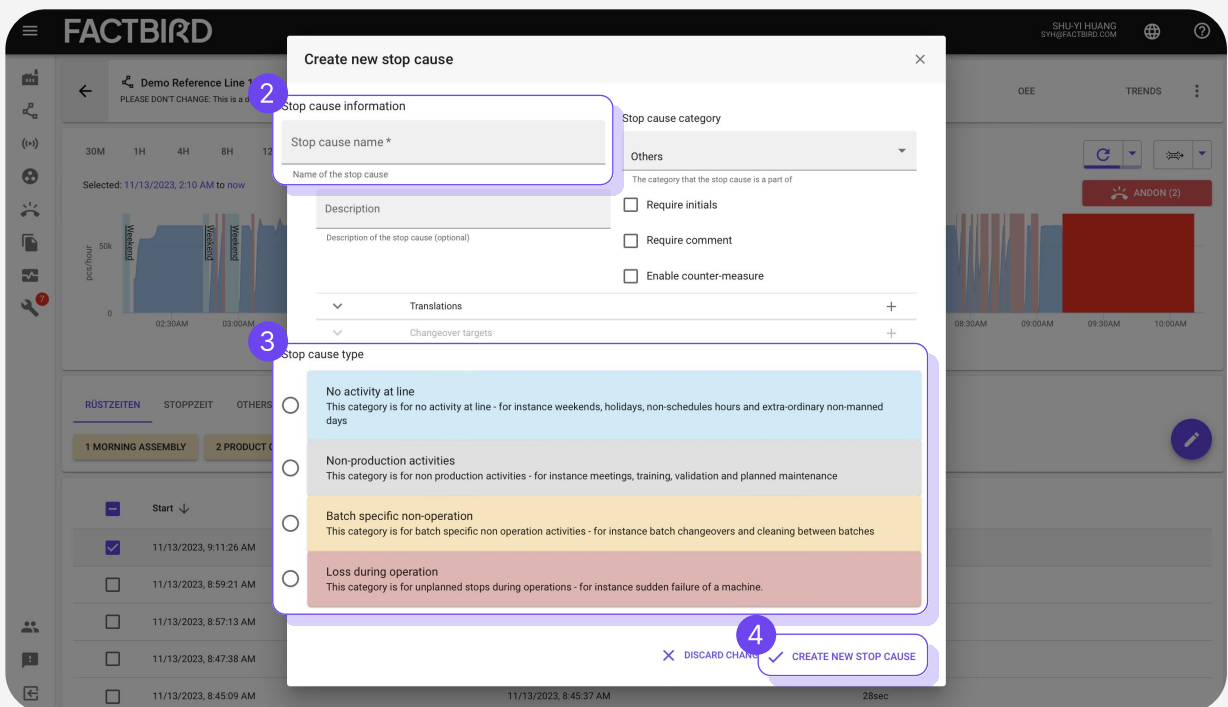 FACTBIRD
SHU-YI HUANG
SYH@FACTBIRD.COM
Create new stop cause
Demo Reference Line 1
PLEASE DON'T CHANGE: This is a d
OEE
TRENDS
2
Stop cause information
Stop cause name *
Name of the stop cause
Stop cause category
Others
The category that the stop cause is a part of
30M 1H 4H 8H 12
Selected: 11/13/2023, 2:10 AM to now
ANDON (2)
Description
Description of the stop cause (optional)
Require initials
Require comment
Enable counter-measure
pcs/hour
50k
0
Weekend
Weekend
Weekend
7
02:30AM 03:00AM
08:30AM 09:00AM 09:30AM 10:00AM
Translations
Changeover targets
3
Stop cause type
No activity at line
This category is for no activity at line - for instance weekends, holidays, non-schedules hours and extra-ordinary non-manned
days
Non-production activities
This category is for non production activities - for instance meetings, training, validation and planned maintenance
Batch specific non-operation
This category is for batch specific non operation activities - for instance batch changeovers and cleaning between batches
Loss during operation
This category is for unplanned stops during operations - for instance sudden failure of a machine.
RÜSTZEITEN STOPPZEIT OTHERS
1 MORNING ASSEMBLY 2 PRODUCT
Start
11/13/2023, 9:11:26 AM
11/13/2023, 8:59:21 AM
11/13/2023, 8:57:13 AM
11/13/2023, 8:47:38 AM
11/13/2023, 8:45:09 AM 11/13/2023, 8:45:37 AM 28sec
4
DISCARD CHANG
CREATE NEW STOP CAUSE